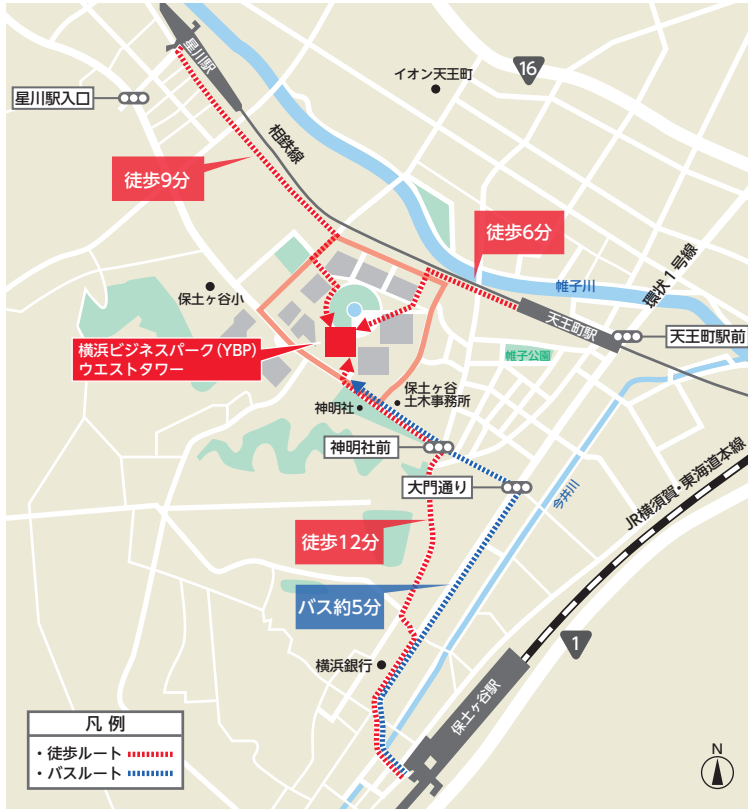 星川駅
イオン天王町
16
星川駅入口
相鉄線
徒歩9分
徒歩6分
環状1号線
帷子川
保土ヶ谷小
天王町駅
天王町駅前
横浜ビジネスパーク(YBP)
ウエストタワー
帷子公園
保土ヶ谷
土木事務所
神明社
神明社前
大門通り
今井川
JR横須賀・東海道本線
徒歩12分
バス約5分
1
横浜銀行
保土ヶ谷駅
凡例
・徒歩ルート
・バスルート
N